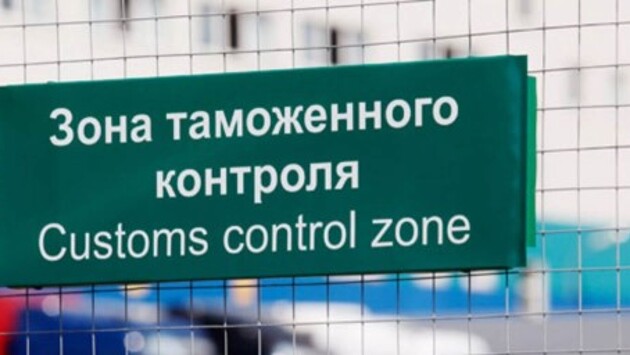 Зона таможенного
контроля
Customs control zone